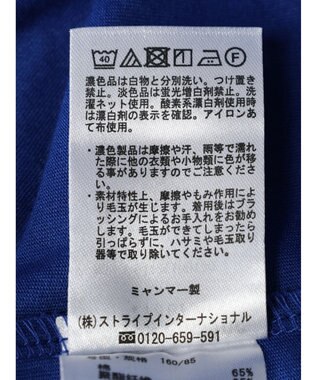 40
F
濃色品は白物と分別洗い。つけ置き
禁止。淡色品は蛍光増白剤禁止。洗
濯ネット使用。酸素系漂白剤使用時
は漂白剤の表示を確認。アイロンあ
て布使用。
・濃色製品は摩擦や汗、雨等で濡れ
た際に他の衣類や小物類に色が移
る事がありますのでご注意くださ
い。
・素材特性上、摩擦やもみ作用によ
り毛玉が生じます。着用後はブラ
ッシングによるお手入れをお勧め
します。毛玉ができてしまったら
引っぱらずに、ハサミや毛玉取り
器等で取り除いてください。
ミャンマー製
(株)ストライプインターナショナル
0120-659-591
160/85
棉 65%